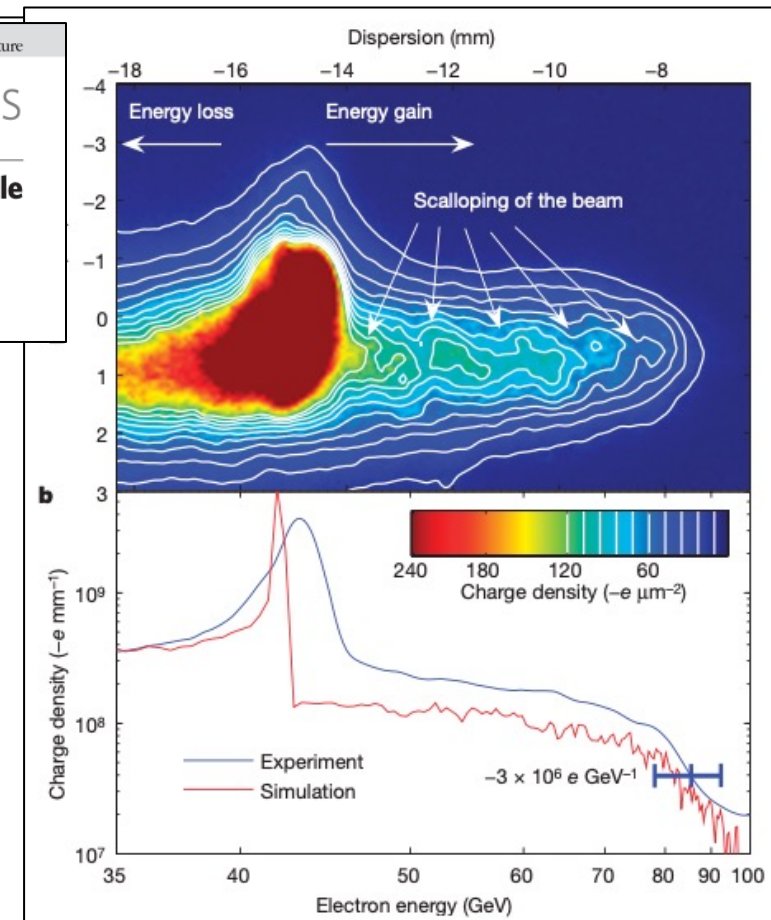 ture
S
le
Dispersion (mm)
−18 −16 −14 −12 −10 −8
−4
Energy loss Energy gain
−3
Scalloping of the beam
−2
−1
0
1
2
b
3
240 180 120 60
Charge density (−e μm⁻²)
10⁹
Charge density (−e mm⁻¹)
10⁸
Experiment
Simulation
−3 × 10⁶ e GeV⁻¹
10⁷
35 40 50 60 70 80 90 100
Electron energy (GeV)